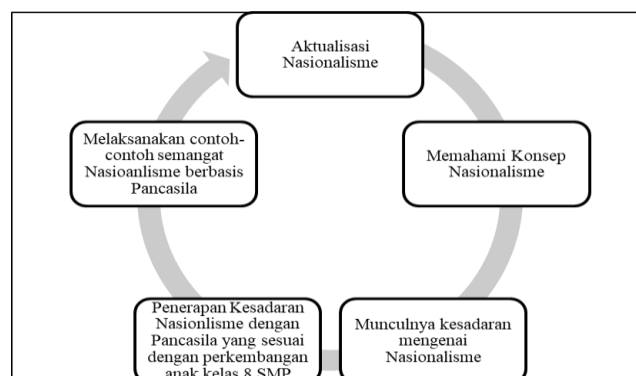 Aktualisasi
Nasionalisme
Memahami Konsep
Nasionalisme
Munculnya kesadaran
mengenai
Nasionalisme
Penerapan Kesadaran
Nasionlisme dengan
Pancasila yang sesuai
dengan perkembangan
anak kelas 8 SMP
Melaksanakan contoh-
contoh semangat
Nasioanlisme berbasis
Pancasila